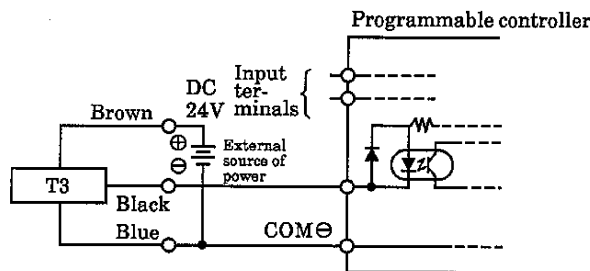 Programmable controller
Input
ter-
minals
DC
24V
Brown
⊕
⊖
External
source of
power
T3
Black
Blue
COM⊖